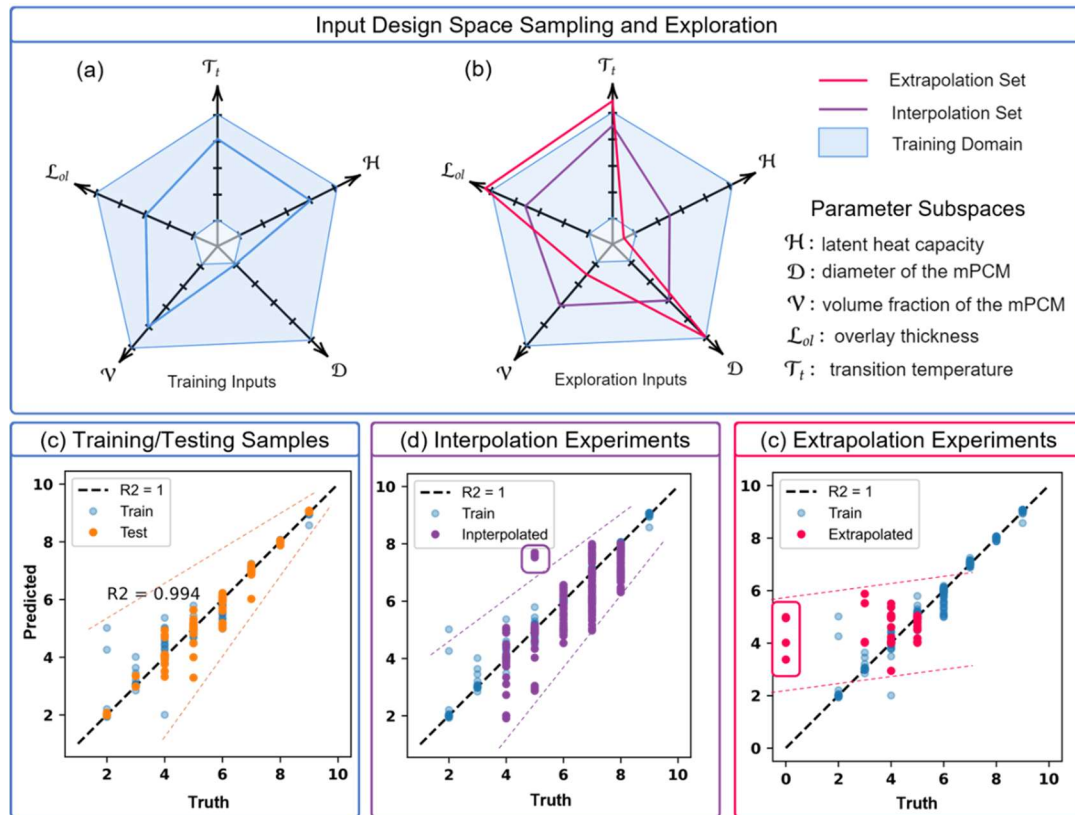 Input Design Space Sampling and Exploration
(a)
𝒯t
ℋ
ℒol
𝒱
𝒟
Training Inputs
(b)
𝒯t
ℋ
ℒol
𝒱
𝒟
Exploration Inputs
Extrapolation Set
Interpolation Set
Training Domain
Parameter Subspaces
ℋ : latent heat capacity
𝒟 : diameter of the mPCM
𝒱 : volume fraction of the mPCM
ℒol : overlay thickness
𝒯t : transition temperature
(c) Training/Testing Samples
R2 = 1
Train
Test
R2 = 0.994
Predicted
10
8
6
4
2
2 4 6 8 10
Truth
(d) Interpolation Experiments
R2 = 1
Train
Inpterpolated
10
8
6
4
2
2 4 6 8 10
Truth
(c) Extrapolation Experiments
R2 = 1
Train
Extrapolated
10
8
6
4
2
0
0 2 4 6 8 10
Truth